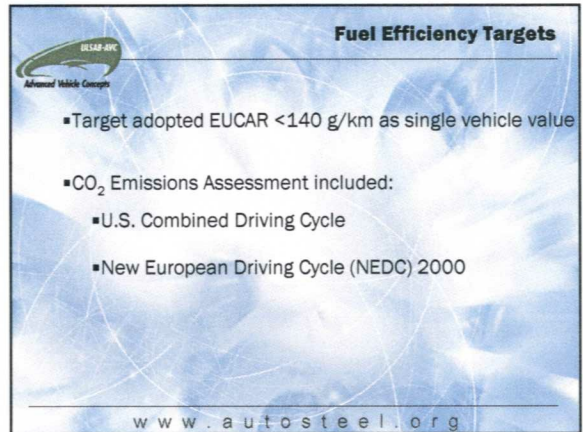 Fuel Efficiency Targets
ULSAB-AVC
Advanced Vehicle Concepts
▪Target adopted EUCAR <140 g/km as single vehicle value
▪CO₂ Emissions Assessment included:
▪U.S. Combined Driving Cycle
▪New European Driving Cycle (NEDC) 2000
www.autosteel.org